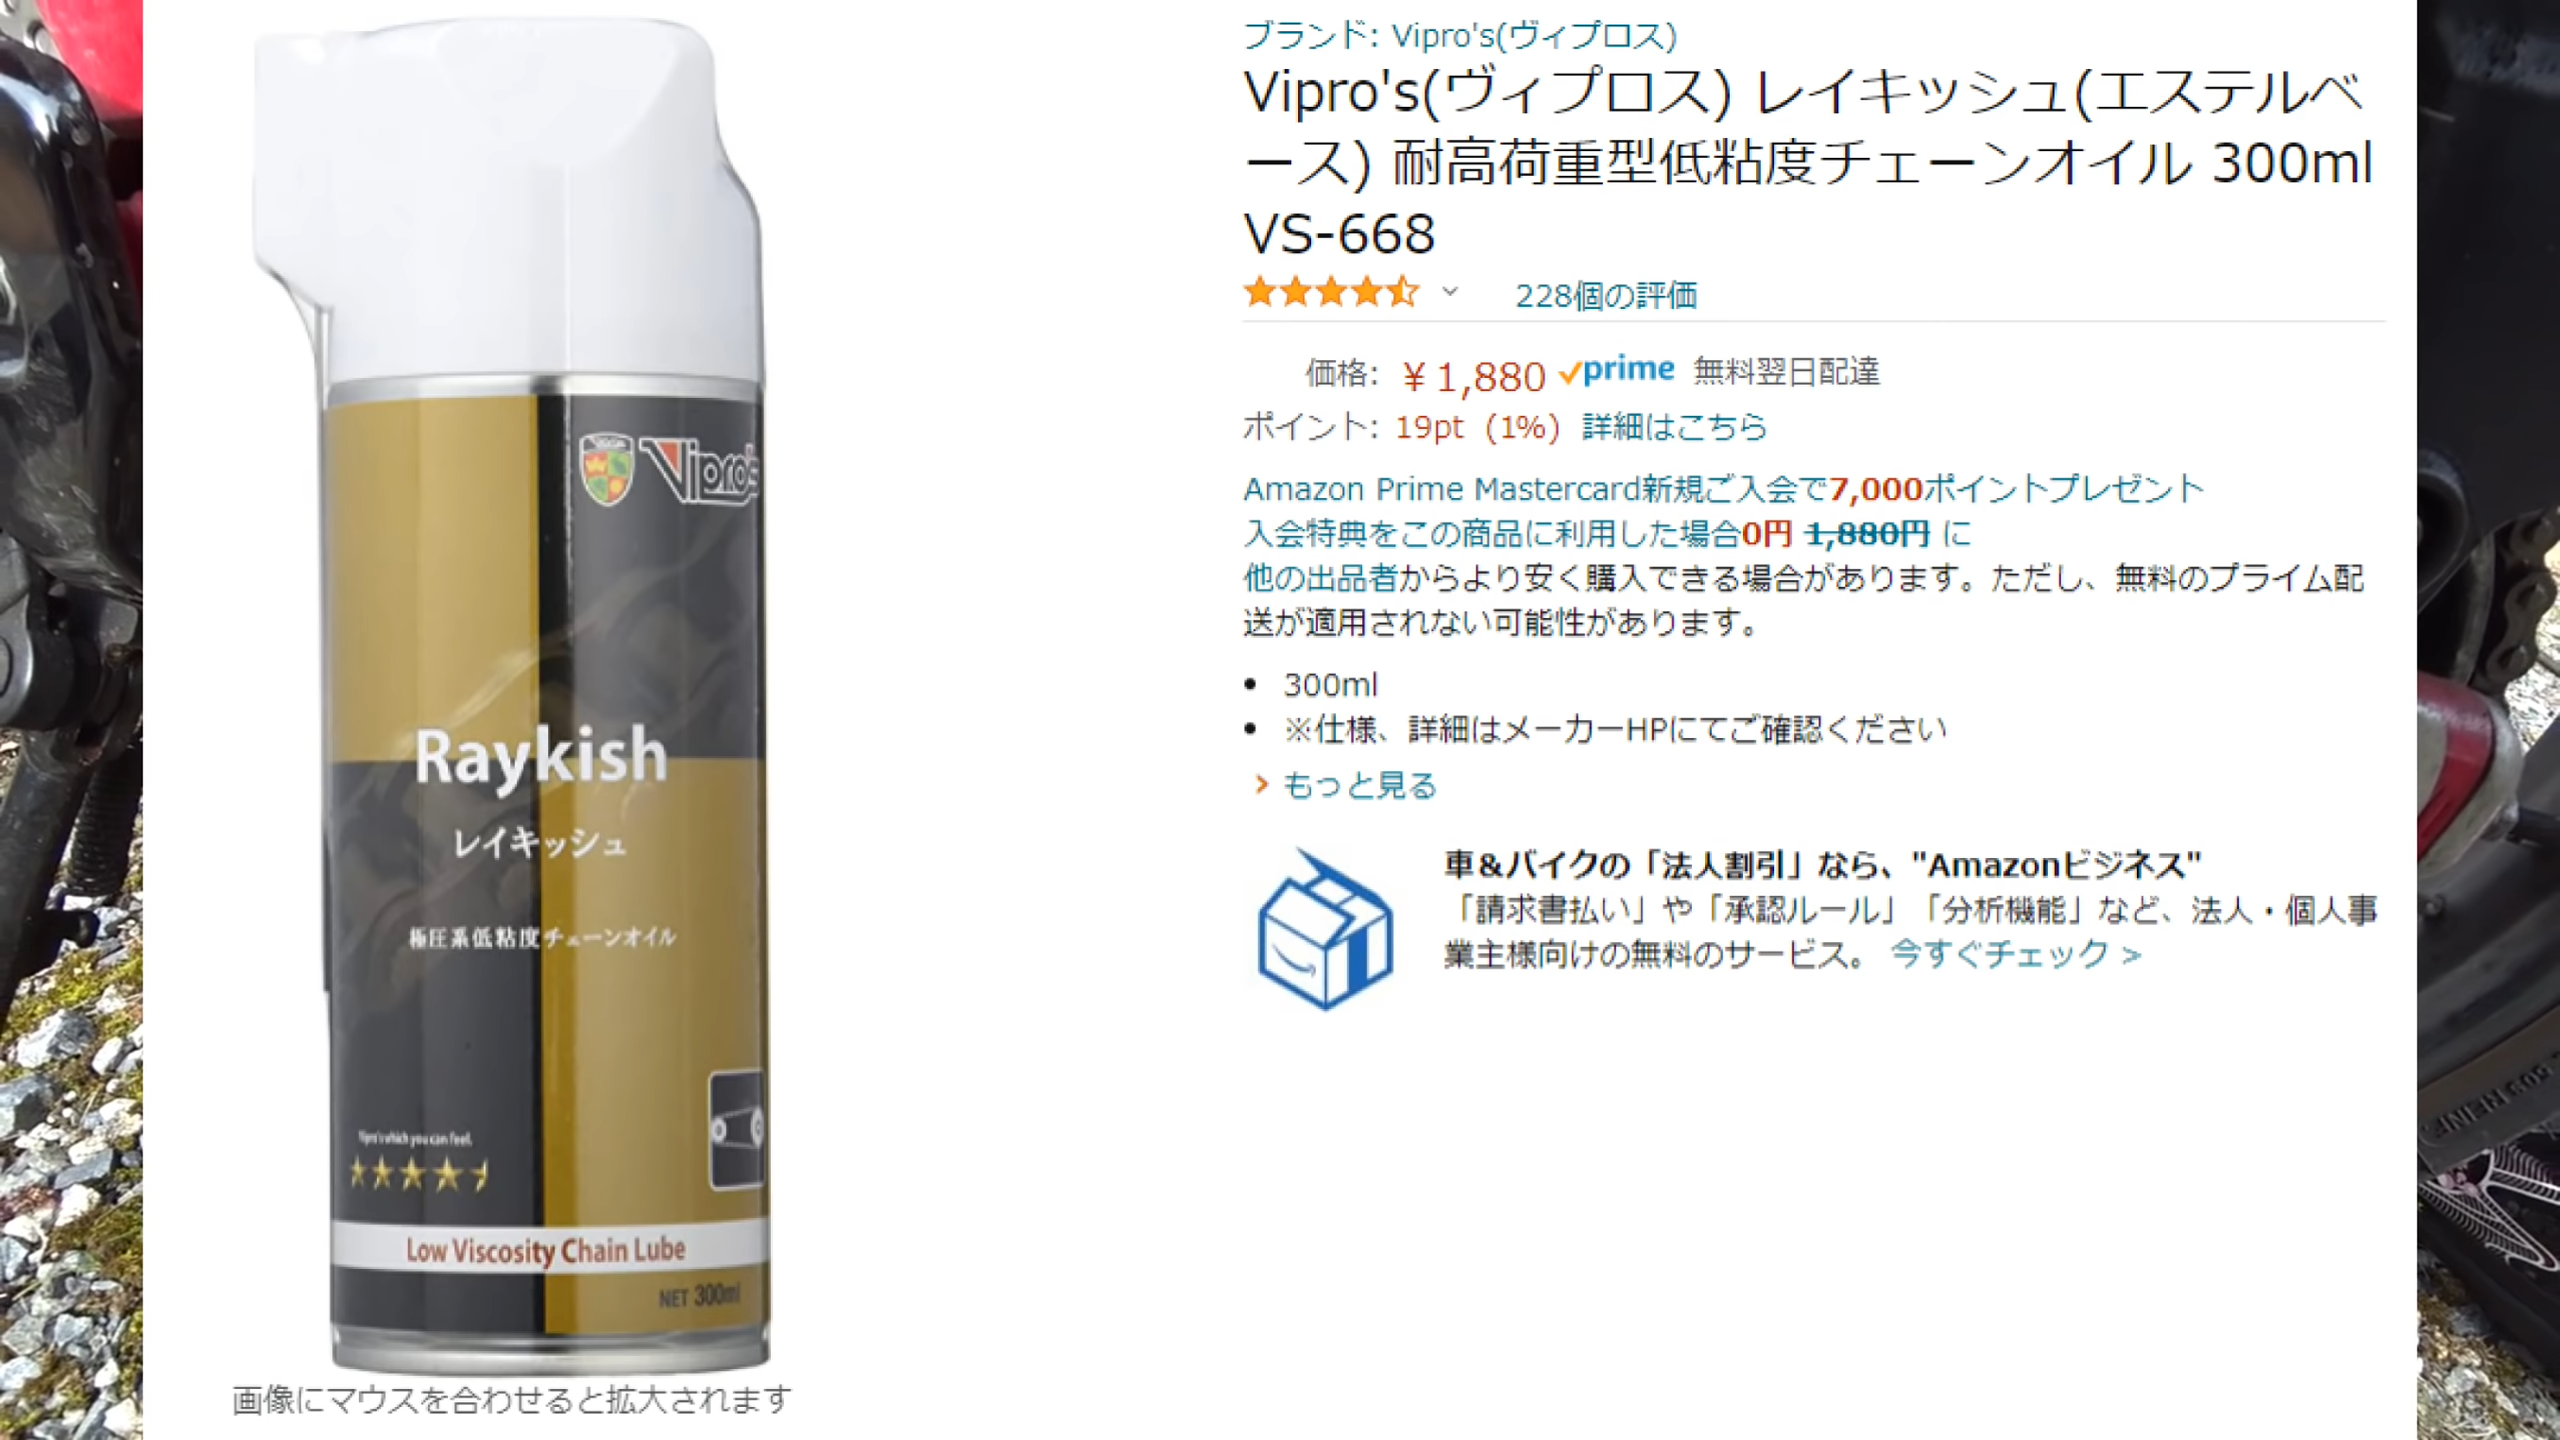 ブランド: Vipro's(ヴィプロス)
Vipro's(ヴィプロス) レイキッシュ(エステルベ
ース) 耐高荷重型低粘度チェーンオイル 300ml
VS-668
228個の評価
価格: ￥1,880 prime 無料翌日配達
ポイント: 19pt (1%) 詳細はこちら
Amazon Prime Mastercard新規ご入会で7,000ポイントプレゼント
入会特典をこの商品に利用した場合0円 1,880円 に
他の出品者からより安く購入できる場合があります。ただし、無料のプライム配
送が適用されない可能性があります。
• 300ml
• ※仕様、詳細はメーカーHPにてご確認ください
› もっと見る
車＆バイクの「法人割引」なら、"Amazonビジネス"
「請求書払い」や「承認ルール」「分析機能」など、法人・個人事
業主様向けの無料のサービス。 今すぐチェック >
Vipro's
Raykish
レイキッシュ
極圧系低粘度チェーンオイル
Vipro's which you can feel.
Low Viscosity Chain Lube
NET 300ml
画像にマウスを合わせると拡大されます